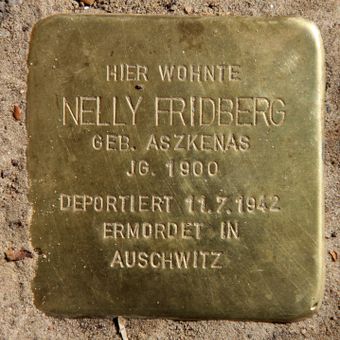 HIER WOHNTE
NELLY FRIDBERG
GEB. ASZKENAS
JG. 1900
DEPORTIERT 11.7.1942
ERMORDET IN
AUSCHWITZ